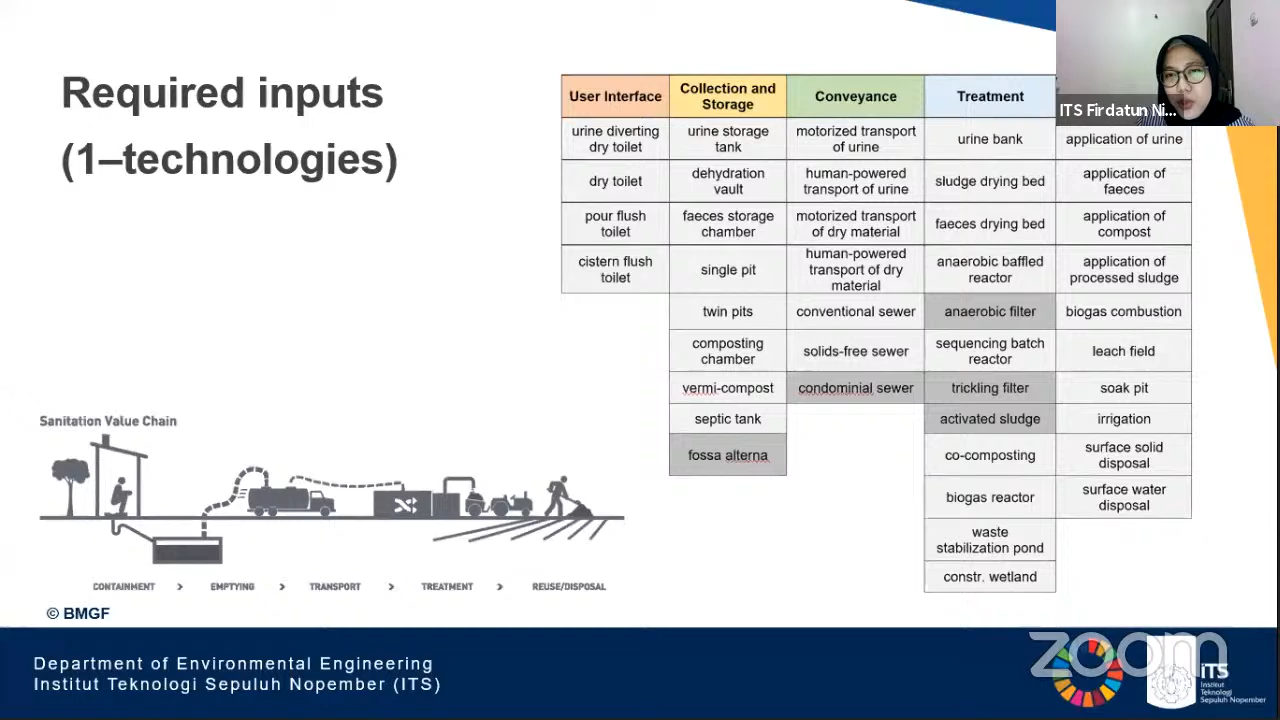 Required inputs
(1–technologies)
User Interface
Collection and
Storage
Conveyance
Treatment
urine diverting
dry toilet
urine storage
tank
motorized transport
of urine
urine bank
application of urine
dry toilet
dehydration
vault
human-powered
transport of urine
sludge drying bed
application of
faeces
pour flush
toilet
faeces storage
chamber
motorized transport
of dry material
faeces drying bed
application of
compost
cistern flush
toilet
single pit
human-powered
transport of dry
material
anaerobic baffled
reactor
application of
processed sludge
twin pits
conventional sewer
anaerobic filter
biogas combustion
composting
chamber
solids-free sewer
sequencing batch
reactor
leach field
vermi-compost
condominial sewer
trickling filter
soak pit
septic tank
activated sludge
irrigation
fossa alterna
co-composting
surface solid
disposal
biogas reactor
surface water
disposal
waste
stabilization pond
constr. wetland
ITS Firdatun Ni...
Sanitation Value Chain
CONTAINMENT > EMPTYING > TRANSPORT > TREATMENT > REUSE/DISPOSAL
© BMGF
Department of Environmental Engineering
Institut Teknologi Sepuluh Nopember (ITS)
zoom
ITS
Institut
Teknologi
Sepuluh Nopember